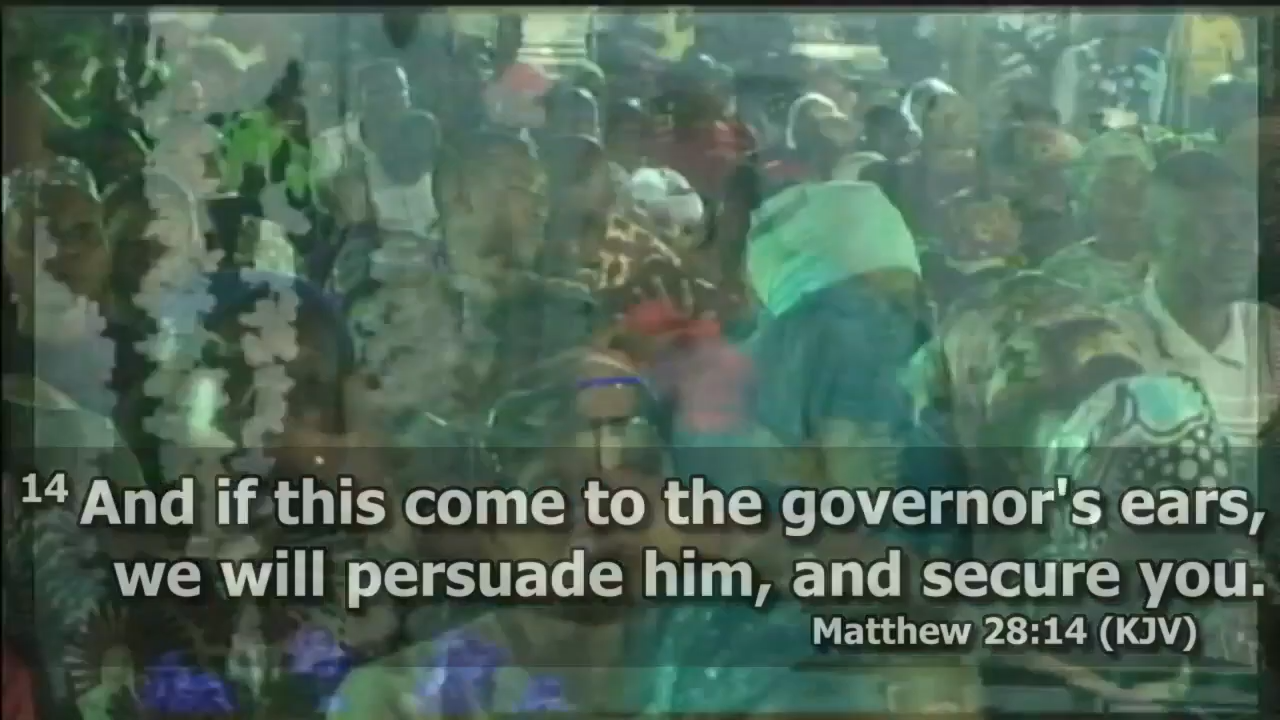 14 And if this come to the governor's ears,
we will persuade him, and secure you.
Matthew 28:14 (KJV)